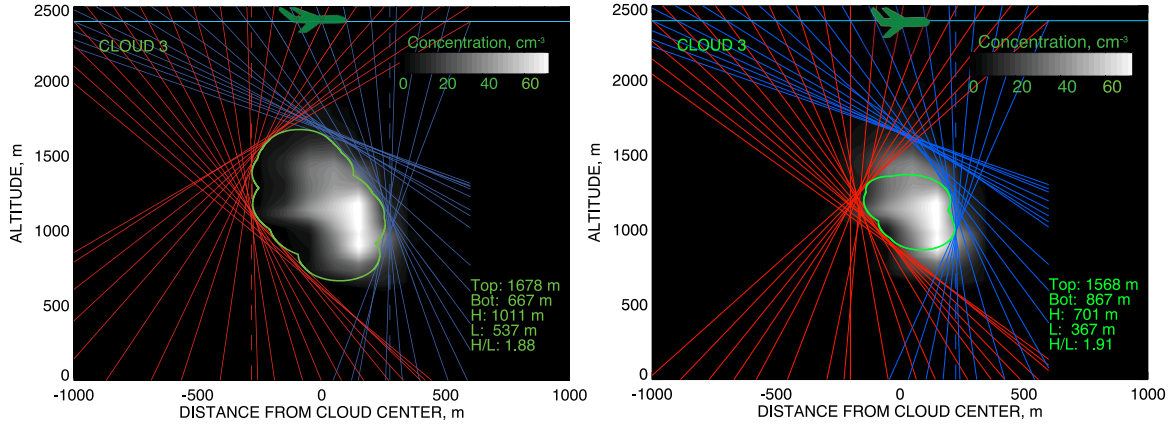 2500
2000
1500
1000
500
0
ALTITUDE, m
CLOUD 3
Concentration, cm-3
0 20 40 60
Top: 1678 m
Bot: 667 m
H: 1011 m
L: 537 m
H/L: 1.88
-1000 -500 0 500 1000
DISTANCE FROM CLOUD CENTER, m
2500
2000
1500
1000
500
0
ALTITUDE, m
CLOUD 3
Concentration, cm-3
0 20 40 60
Top: 1568 m
Bot: 867 m
H: 701 m
L: 367 m
H/L: 1.91
-1000 -500 0 500 1000
DISTANCE FROM CLOUD CENTER, m